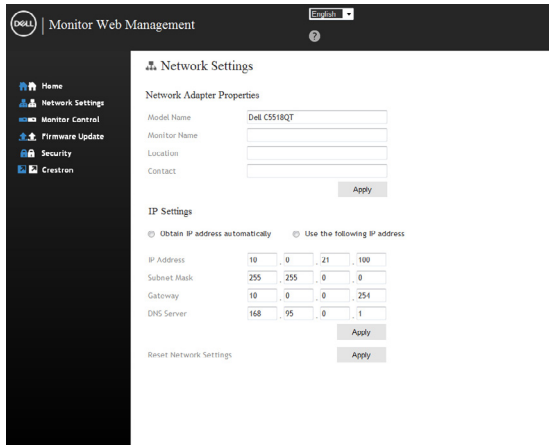 DELL
Monitor Web Management
English
?
Network Settings
Home
Network Settings
Monitor Control
Firmware Update
Security
Crestron
Network Adapter Properties
Model Name Dell C5518QT
Monitor Name
Location
Contact
Apply
IP Settings
Obtain IP address automatically Use the following IP address
IP Address 10 . 0 . 21 . 100
Subnet Mask 255 . 255 . 0 . 0
Gateway 10 . 0 . 0 . 254
DNS Server 168 . 95 . 0 . 1
Apply
Reset Network Settings Apply